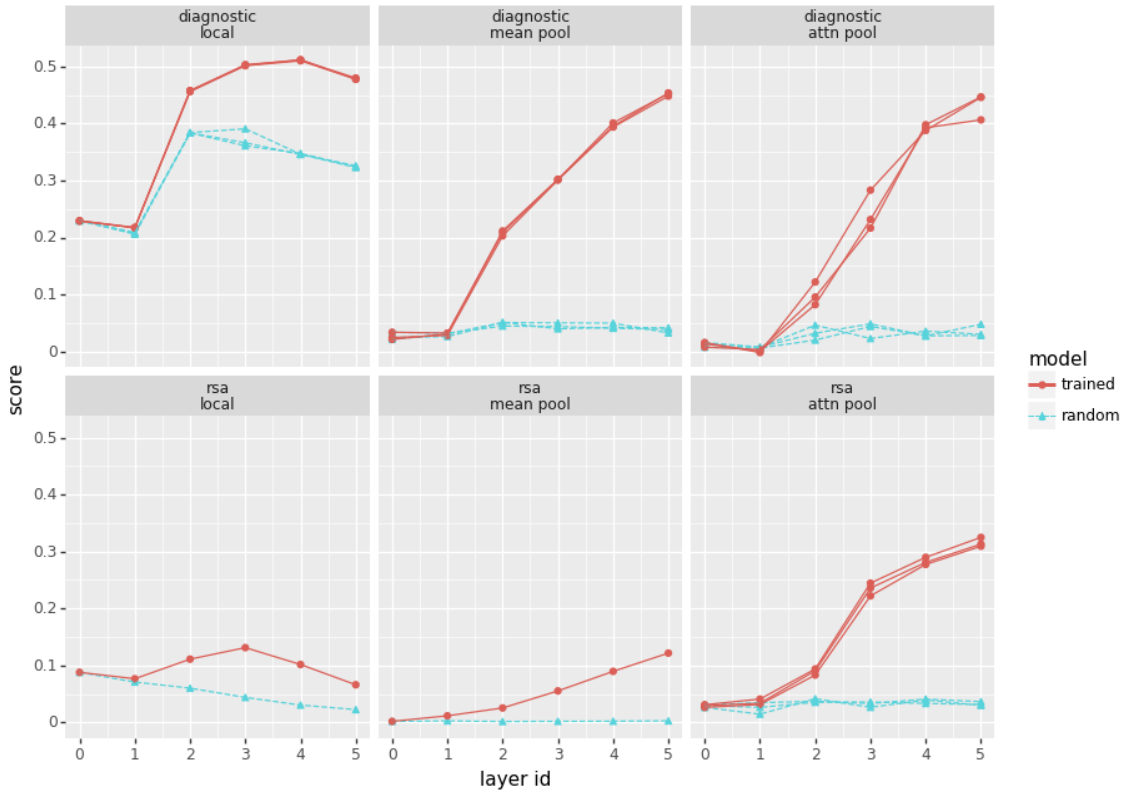 diagnostic
local
diagnostic
mean pool
diagnostic
attn pool
0.5
0.4
0.3
0.2
0.1
0
rsa
local
rsa
mean pool
rsa
attn pool
0.5
0.4
0.3
0.2
0.1
0
0 1 2 3 4 5
0 1 2 3 4 5
0 1 2 3 4 5
layer id
score
model
trained
random